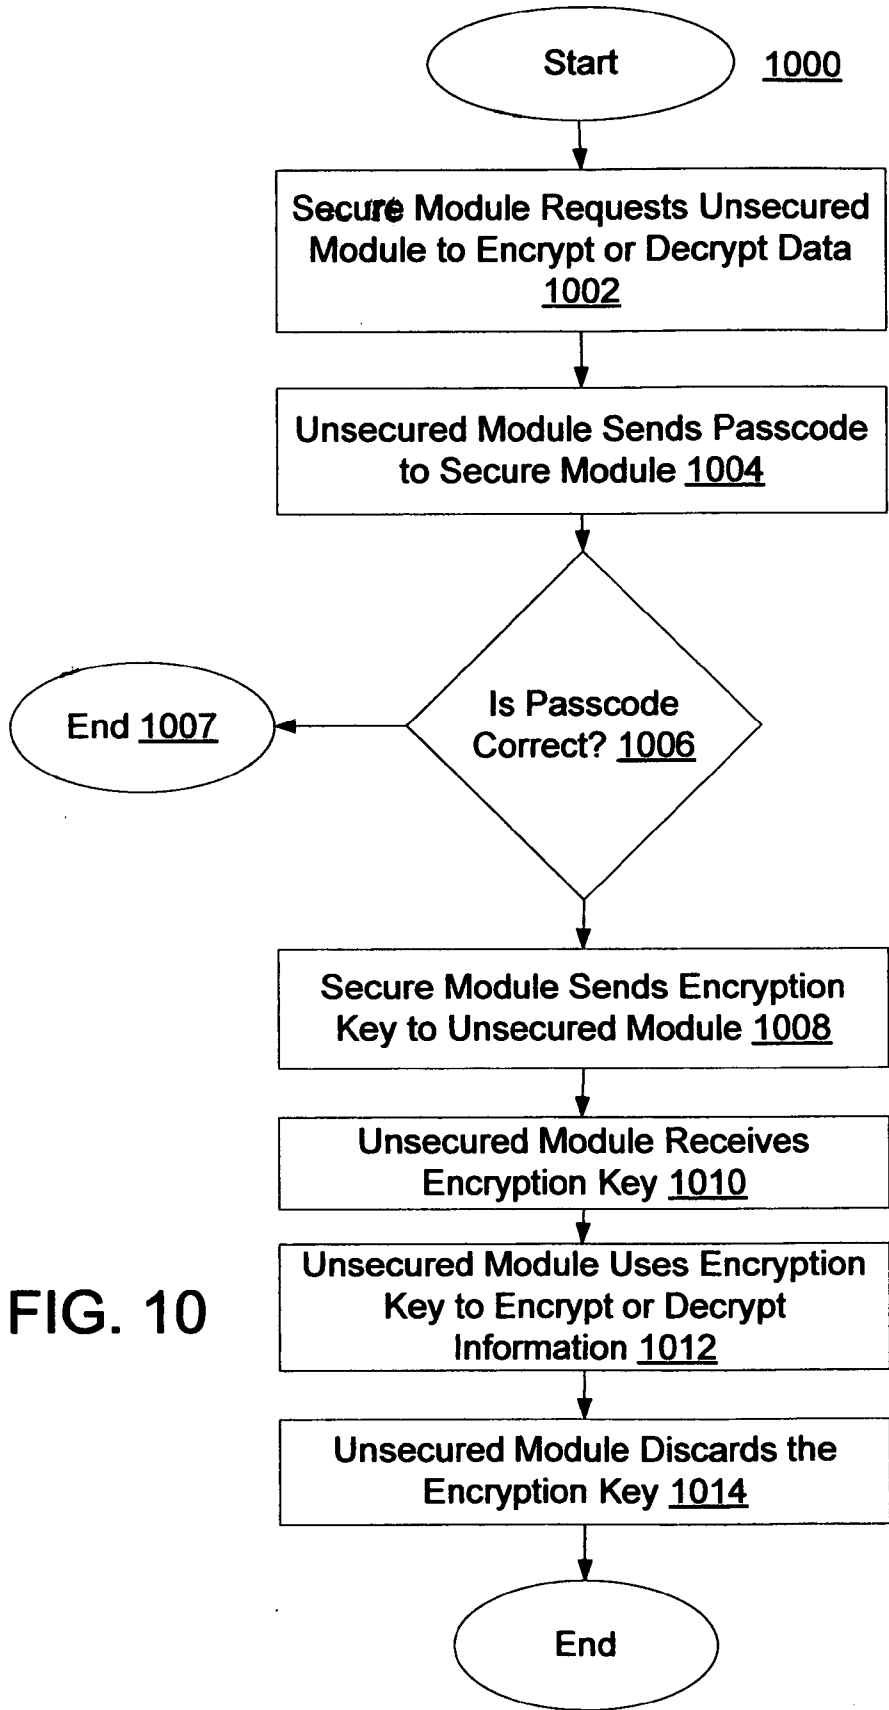 Start
1000
Secure Module Requests Unsecured
Module to Encrypt or Decrypt Data
1002
Unsecured Module Sends Passcode
to Secure Module 1004
Is Passcode
Correct? 1006
End 1007
Secure Module Sends Encryption
Key to Unsecured Module 1008
Unsecured Module Receives
Encryption Key 1010
Unsecured Module Uses Encryption
Key to Encrypt or Decrypt
Information 1012
FIG. 10
Unsecured Module Discards the
Encryption Key 1014
End